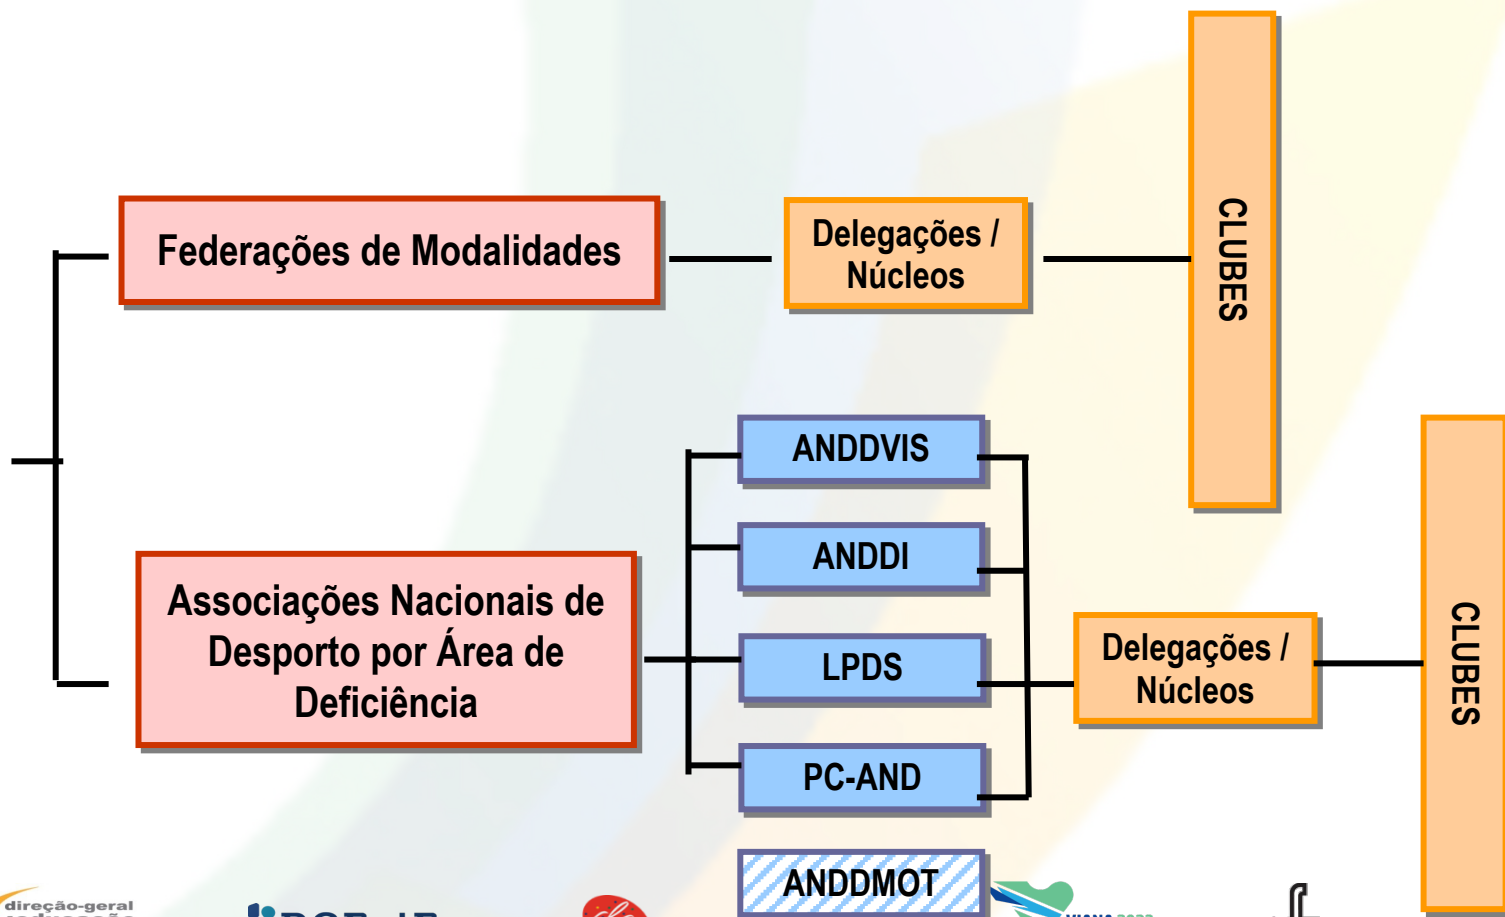 Federações de Modalidades
Delegações /
Núcleos
CLUBES
Associações Nacionais de
Desporto por Área de
Deficiência
ANDDVIS
ANDDI
LPDS
PC-AND
ANDDMOT
Delegações /
Núcleos
CLUBES
direção-geral